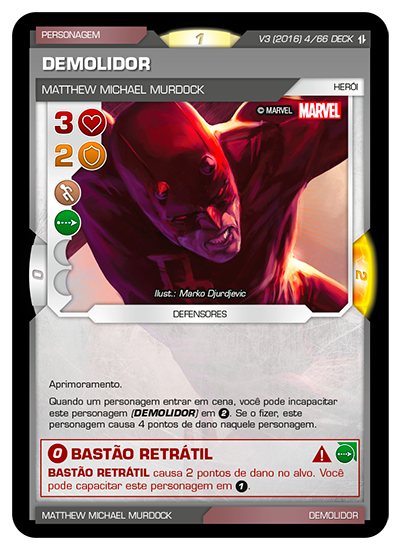 PERSONAGEM
1
V3 (2016) 4/66 DECK
DEMOLIDOR
MATTHEW MICHAEL MURDOCK
HERÓI
© MARVEL MARVEL
3
2
0
2
Ilust.: Marko Djurdjevic
DEFENSORES
Aprimoramento.
Quando um personagem entrar em cena, você pode incapacitar
este personagem (DEMOLIDOR) em 2. Se o fizer, este
personagem causa 4 pontos de dano naquele personagem.
0 BASTÃO RETRÁTIL
BASTÃO RETRÁTIL causa 2 pontos de dano no alvo. Você
pode capacitar este personagem em 1.
MATTHEW MICHAEL MURDOCK
DEMOLIDOR